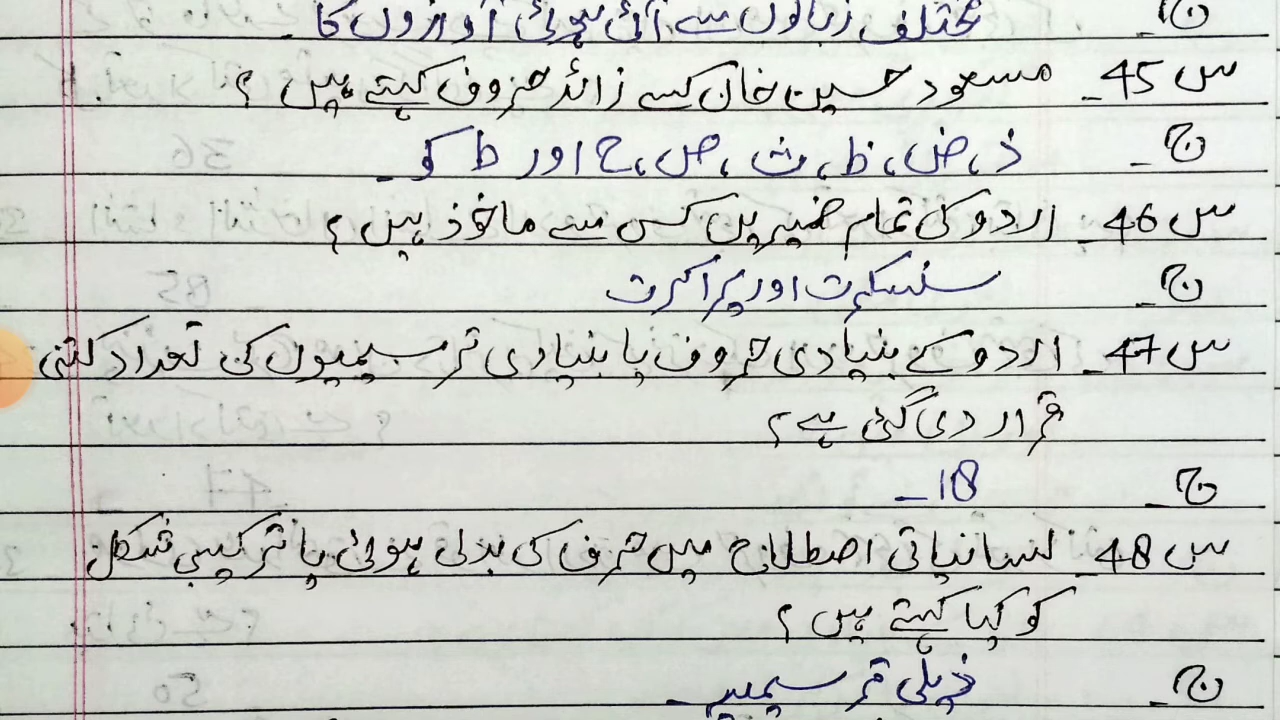 ج۔ مختلف زبانوں سے آئی ہوئی آوازوں کا۔
س 45۔ مسعود حسین خان کسے زائد حروف کہتے ہیں ؟
ج۔ ذ، ض، ظ، ث، ص، ح اور ط کو۔
س 46۔ اردو کی تمام ضمیریں کس سے ماخوذ ہیں ؟
ج۔ سنسکرت اور پراکرت
س 47۔ اردو کے بنیادی حروف یا بنیادی ترسیمیوں کی تعداد کتنی
قرار دی گئی ہے ؟
ج۔ 18۔
س 48۔ لسانیاتی اصطلاح میں حرف کی بدلی ہوئی یا ترکیبی شکل
کو کیا کہتے ہیں ؟
ج۔ ذیلی ترسیمیہ۔